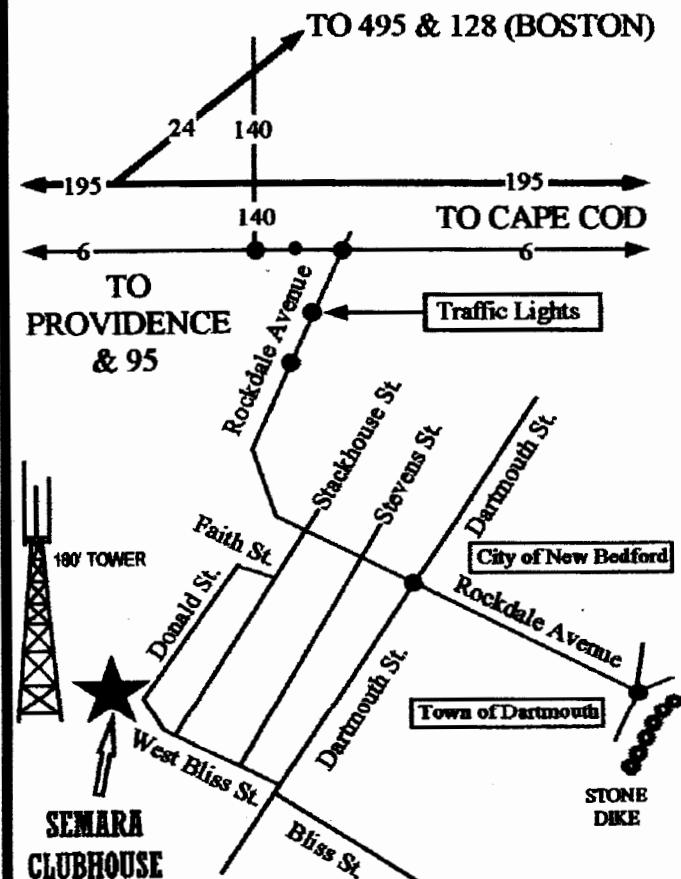 TO 495 & 128 (BOSTON)
24
140
195
195
140
TO CAPE COD
6
6
TO
PROVIDENCE
& 95
Rockdale Avenue
Traffic Lights
Stackhouse St.
Stevens St.
Dartmouth St.
Faith St.
City of New Bedford
180' TOWER
Donald St.
Rockdale Avenue
Dartmouth St.
Town of Dartmouth
West Bliss St.
STONE
DIKE
SEMARA
CLUBHOUSE
Bliss St.